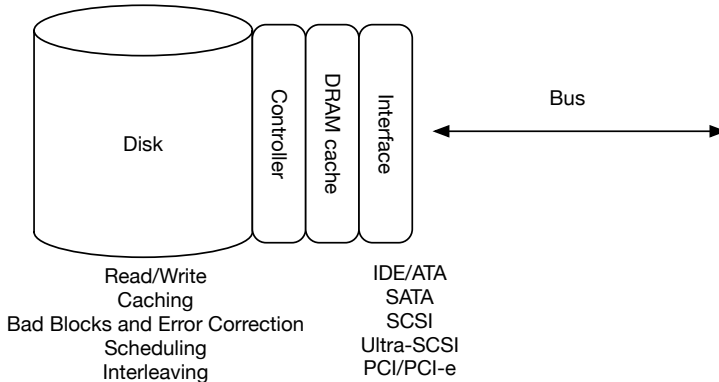 Disk
Controller
DRAM cache
Interface
Bus
Read/Write
Caching
Bad Blocks and Error Correction
Scheduling
Interleaving
IDE/ATA
SATA
SCSI
Ultra-SCSI
PCI/PCI-e